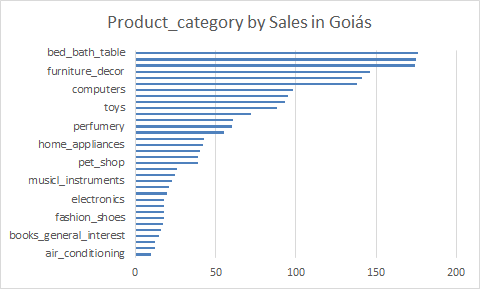 Product_category by Sales in Goiás
bed_bath_table
furniture_decor
computers
toys
perfumery
home_appliances
pet_shop
musicl_instruments
electronics
fashion_shoes
books_general_interest
air_conditioning
0 50 100 150 200